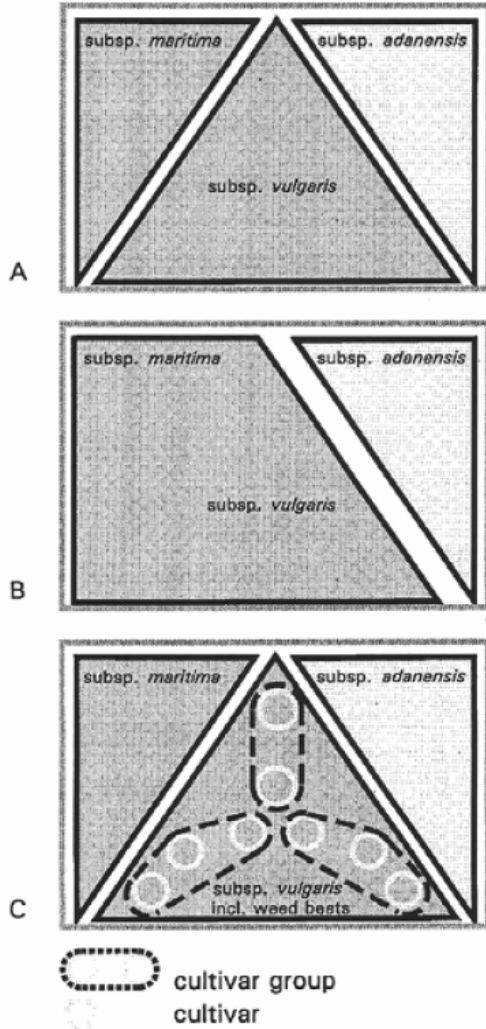 subsp. maritima
subsp. adanensis
subsp. vulgaris
A
subsp. maritima
subsp. adanensis
subsp. vulgaris
B
subsp. maritima
subsp. adanensis
subsp. vulgaris
incl. weed beets
C
cultivar group
cultivar